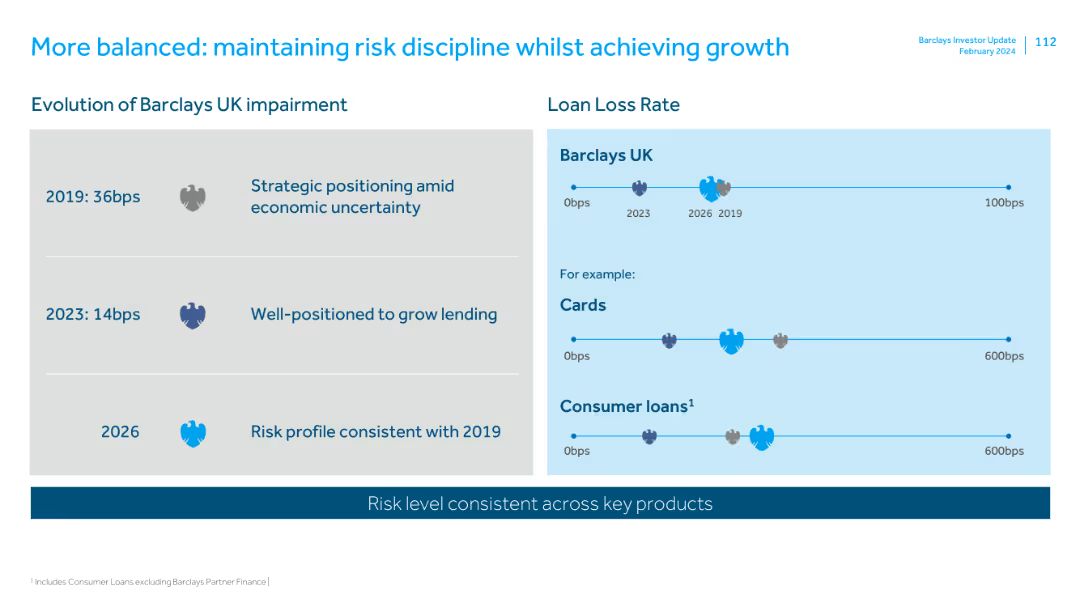 More balanced: maintaining risk discipline whilst achieving growth
Barclays Investor Update
February 2024
112
Evolution of Barclays UK impairment
2019: 36bps
Strategic positioning amid
economic uncertainty
2023: 14bps
Well-positioned to grow lending
2026
Risk profile consistent with 2019
Loan Loss Rate
Barclays UK
0bps
100bps
2023
2026 2019
For example:
Cards
0bps
600bps
Consumer loans¹
0bps
600bps
Risk level consistent across key products
¹ Includes Consumer Loans excluding Barclays Partner Finance |